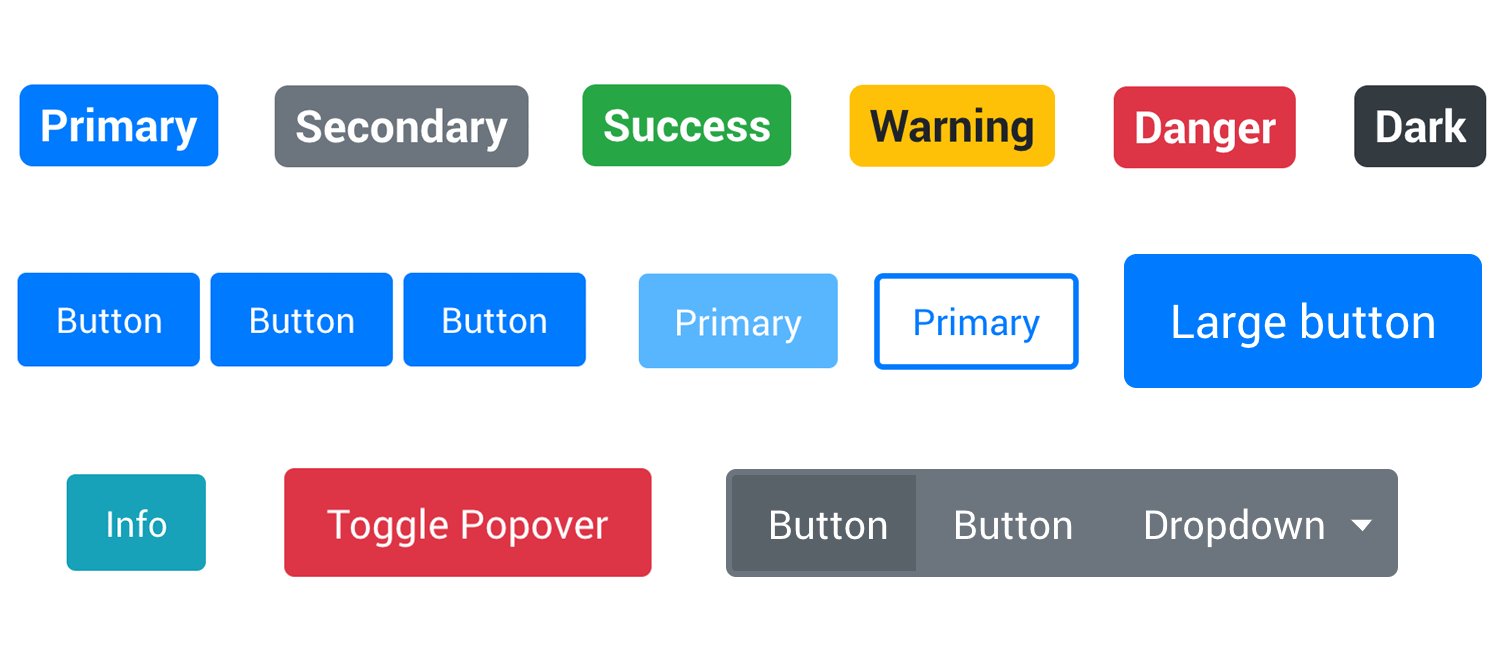 Primary Secondary Success Warning Danger Dark
Button Button Button Primary Primary Large button
Info Toggle Popover Button Button Dropdown